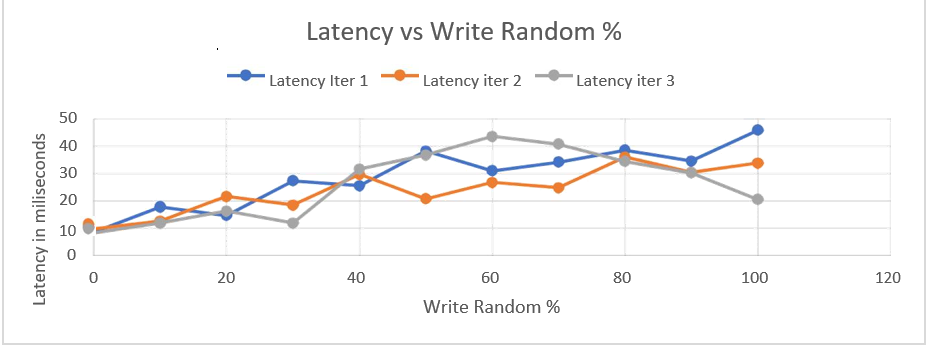 Latency vs Write Random %
Latency Iter 1 Latency iter 2 Latency iter 3
50
40
30
20
10
0
Latency in miliseconds
0 20 40 60 80 100 120
Write Random %